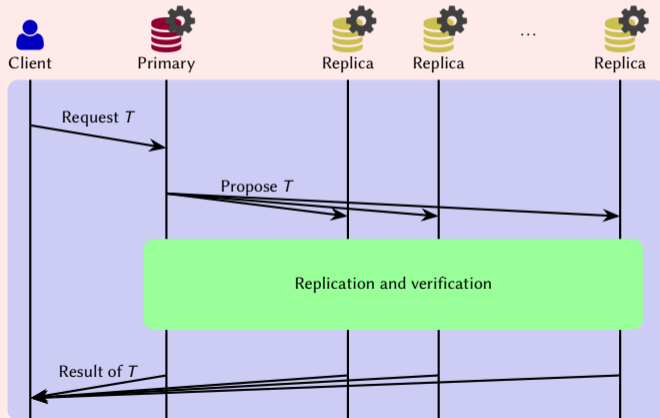 Client Primary Replica Replica ... Replica
Request T
Propose T
Replication and verification
Result of T